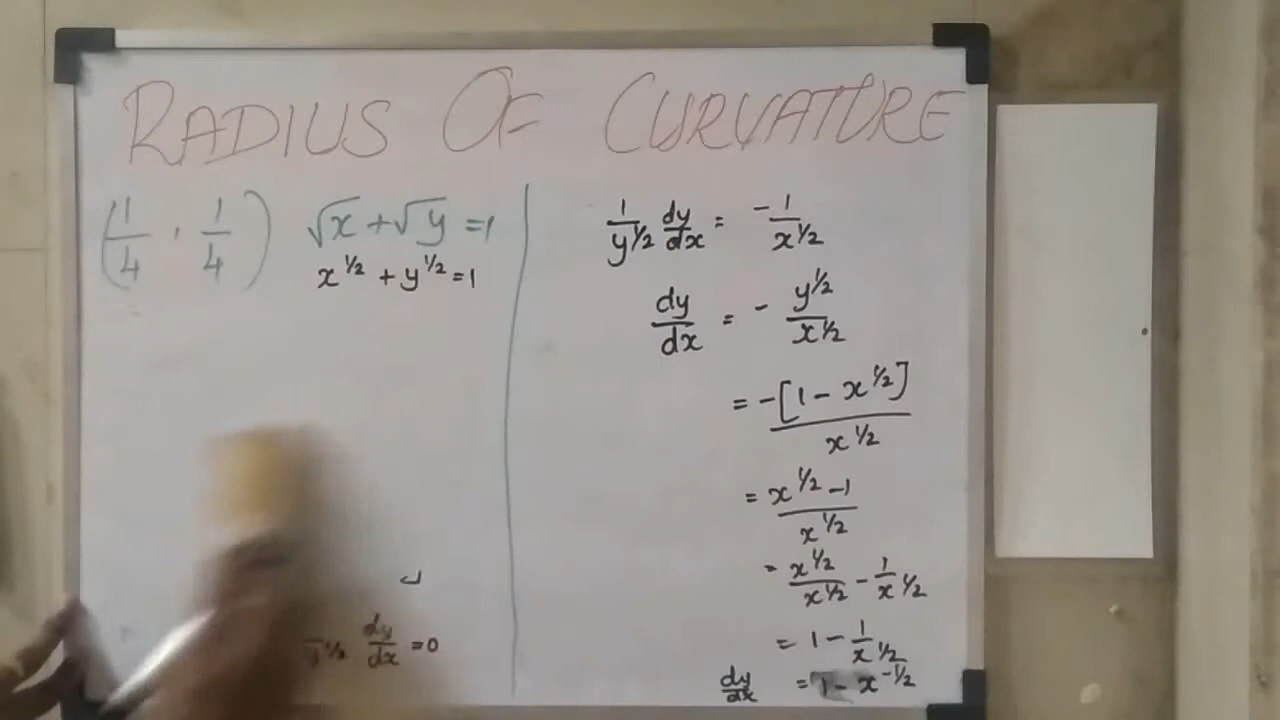 RADIUS OF CURVATURE
(1/4, 1/4) √x + √y = 1
x^1/2 + y^1/2 = 1
y^1/2 dy/dx = 0
1/y^1/2 dy/dx = -1/x^1/2
dy/dx = - y^1/2/x^1/2
= -[1 - x^1/2]/x^1/2
= x^1/2 - 1/x^1/2
= x^1/2/x^1/2 - 1/x^1/2
= 1 - 1/x^1/2
dy/dx = 1 - x^-1/2